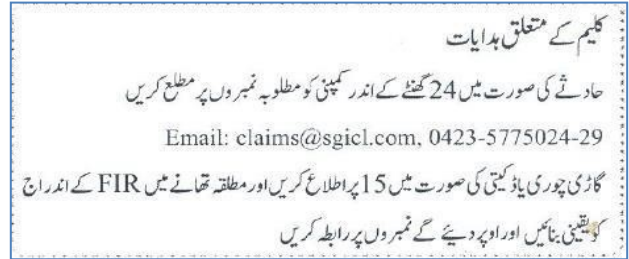 کلیم کے متعلق ہدایات
حادثے کی صورت میں 24 گھنٹے کے اندر کمپنی کو مطلوبہ نمبروں پر مطلع کریں
Email: claims@sgicl.com, 0423-5775024-29
گاڑی چوری یا ڈکیتی کی صورت میں 15 پر اطلاع کریں اور مطلقہ تھانے میں FIR کے اندراج
کو یقینی بنائیں اور اوپر دیئے گے نمبروں پر رابطہ کریں